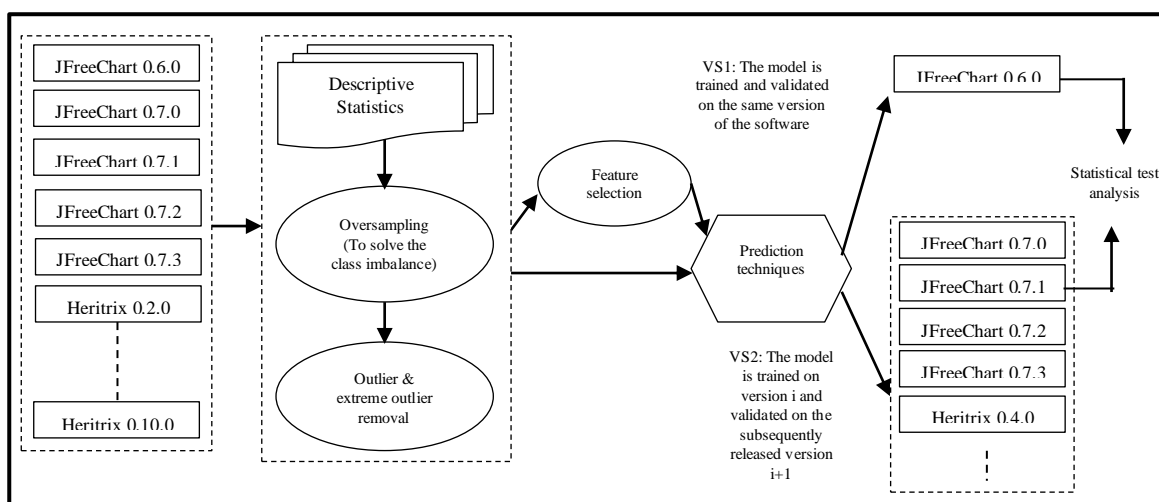 JFreeChart 0.6.0
JFreeChart 0.7.0
JFreeChart 0.7.1
JFreeChart 0.7.2
JFreeChart 0.7.3
Heritrix 0.2.0
Heritrix 0.10.0
Descriptive
Statistics
Oversampling
(To solve the
class imbalance)
Outlier &
extreme outlier
removal
Feature
selection
Prediction
techniques
VS1: The model is
trained and validated
on the same version
of the software
VS2: The model
is trained on
version i and
validated on the
subsequently
released version
i+1
JFreeChart 0.6.0
JFreeChart 0.7.0
JFreeChart 0.7.1
JFreeChart 0.7.2
JFreeChart 0.7.3
Heritrix 0.4.0
Statistical test
analysis